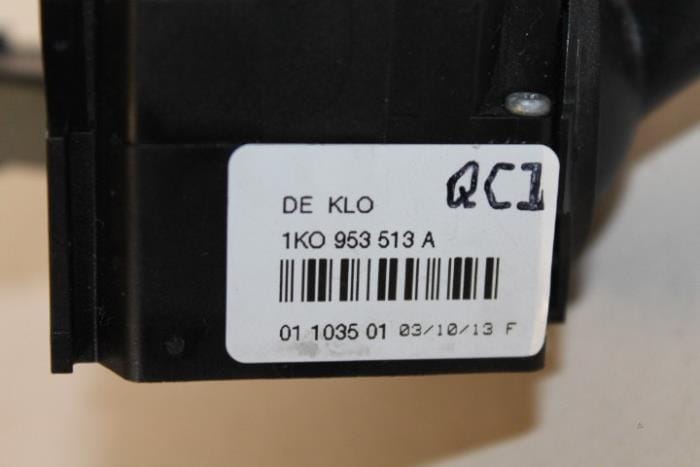 QC1
DE KLO
1KO 953 513 A
01 1035 01 03/10/13 F